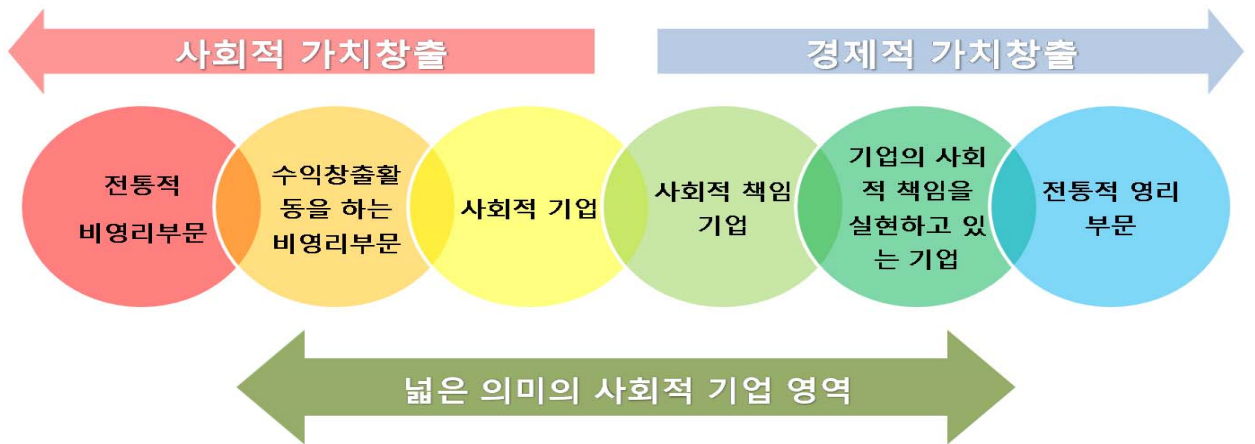 사회적 가치창출
경제적 가치창출
전통적
비영리부문
수익창출활
동을 하는
비영리부문
사회적 기업
사회적 책임
기업
기업의 사회
적 책임을
실현하고 있
는 기업
전통적 영리
부문
넓은 의미의 사회적 기업 영역